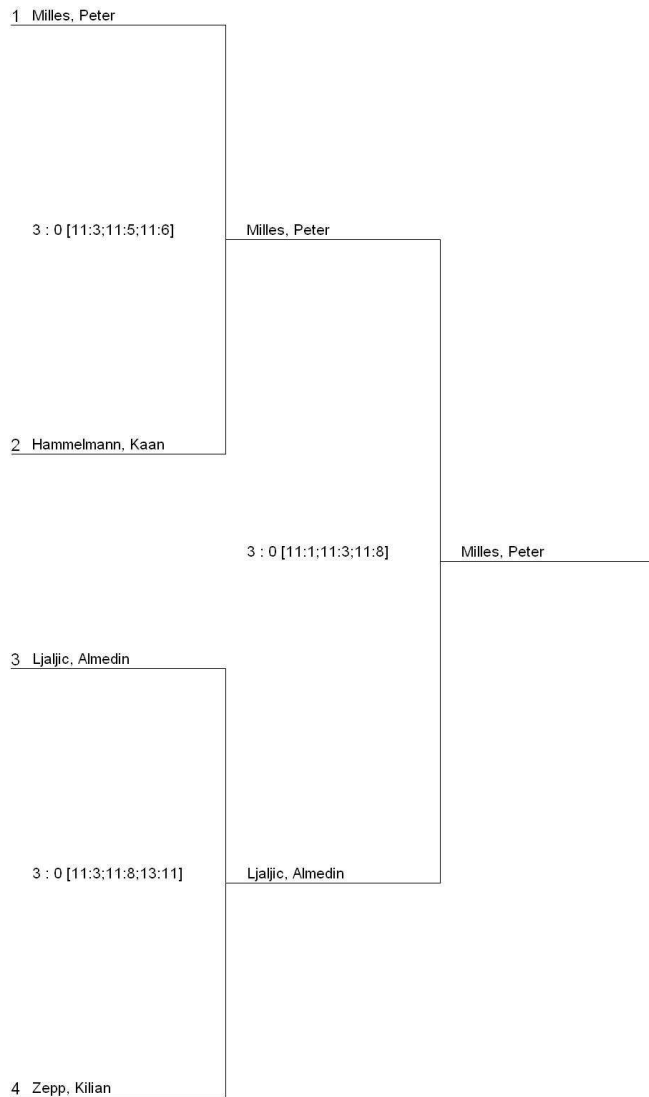 1 Milles, Peter
3 : 0 [11:3;11:5;11:6]
Milles, Peter
2 Hammelmann, Kaan
3 : 0 [11:1;11:3;11:8]
Milles, Peter
3 Ljaljic, Almedin
3 : 0 [11:3;11:8;13:11]
Ljaljic, Almedin
4 Zepp, Kilian